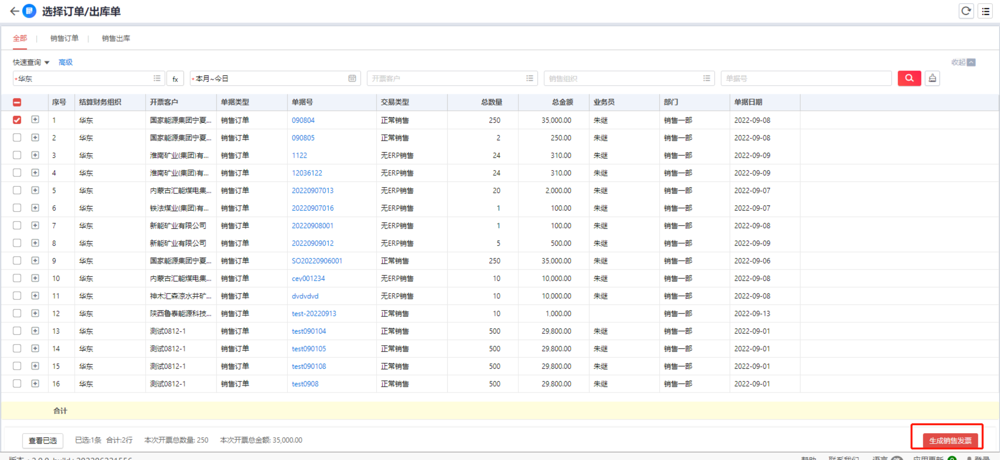 选择订单/出库单
全部 | 销售订单 | 销售出库
快速查询 高级 收起
*华东 fx *本月~今日 开票客户 销售组织 单据号
序号 结算财务组织 开票客户 单据类型 单据号 交易类型 总数量 总金额 业务员 部门 单据日期
1 华东 国家能源集团宁夏... 销售订单 090804 正常销售 250 35,000.00 朱继 销售一部 2022-09-08
2 华东 国家能源集团宁夏... 销售订单 090805 正常销售 2 250.00 朱继 销售一部 2022-09-08
3 华东 淮南矿业(集团)有... 销售订单 1122 无ERP销售 24 310.00 朱继 销售一部 2022-09-09
4 华东 淮南矿业(集团)有... 销售订单 12036122 无ERP销售 24 310.00 朱继 销售一部 2022-09-09
5 华东 内蒙古汇能煤电集... 销售订单 20220907013 无ERP销售 20 2,000.00 朱继 销售一部 2022-09-07
6 华东 铁法煤业(集团)有... 销售订单 20220907016 无ERP销售 1 100.00 朱继 销售一部 2022-09-07
7 华东 新能矿业有限公司 销售订单 20220908001 无ERP销售 1 100.00 朱继 销售一部 2022-09-08
8 华东 新能矿业有限公司 销售订单 20220909012 无ERP销售 5 500.00 朱继 销售一部 2022-09-09
9 华东 国家能源集团宁夏... 销售订单 SO20220906001 正常销售 250 35,000.00 朱继 销售一部 2022-09-06
10 华东 内蒙古汇能煤电集... 销售订单 cey001234 无ERP销售 10 10,000.00 朱继 销售一部 2022-09-08
11 华东 神木汇森凉水井矿... 销售订单 dvdvdvd 无ERP销售 10 10,000.00 朱继 销售一部 2022-09-08
12 华东 陕西鲁泰能源科技... 销售订单 test-20220913 正常销售 10 1,000.00 销售一部 2022-09-13
13 华东 测试0812-1 销售订单 test090104 正常销售 500 29,800.00 朱继 销售一部 2022-09-01
14 华东 测试0812-1 销售订单 test090105 正常销售 500 29,800.00 朱继 销售一部 2022-09-01
15 华东 测试0812-1 销售订单 test090108 正常销售 500 29,800.00 朱继 销售一部 2022-09-01
16 华东 测试0812-1 销售订单 test0908 正常销售 500 29,800.00 朱继 销售一部 2022-09-01
合计
查看已选 已选:1条 合计:2行 本次开票总数量: 250 本次开票总金额: 35,000.00 生成销售发票
帮助 联系我们 语言 应用更新 登录